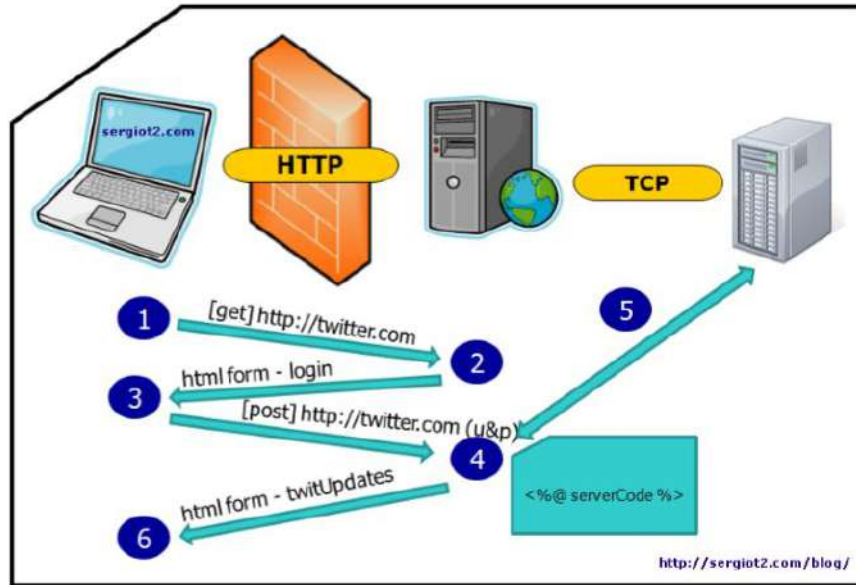 sergiot2.com
HTTP
TCP
1
[get] http://twitter.com
5
2
html form - login
3
[post] http://twitter.com (u&p)
4
<%@ serverCode %>
html form - twitUpdates
6
http://sergiot2.com/blog/